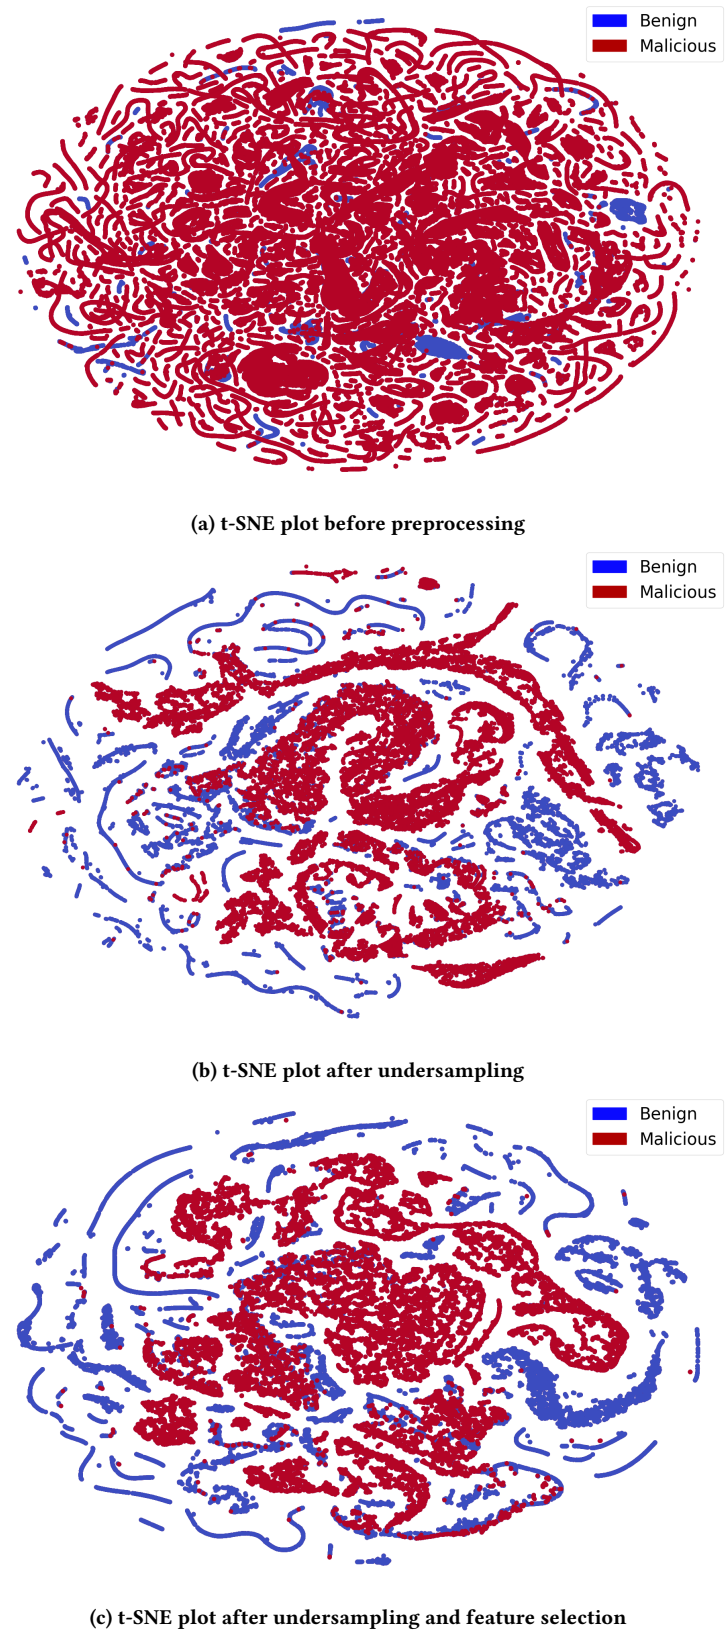 Benign
Malicious
(a) t-SNE plot before preprocessing
Benign
Malicious
(b) t-SNE plot after undersampling
Benign
Malicious
(c) t-SNE plot after undersampling and feature selection